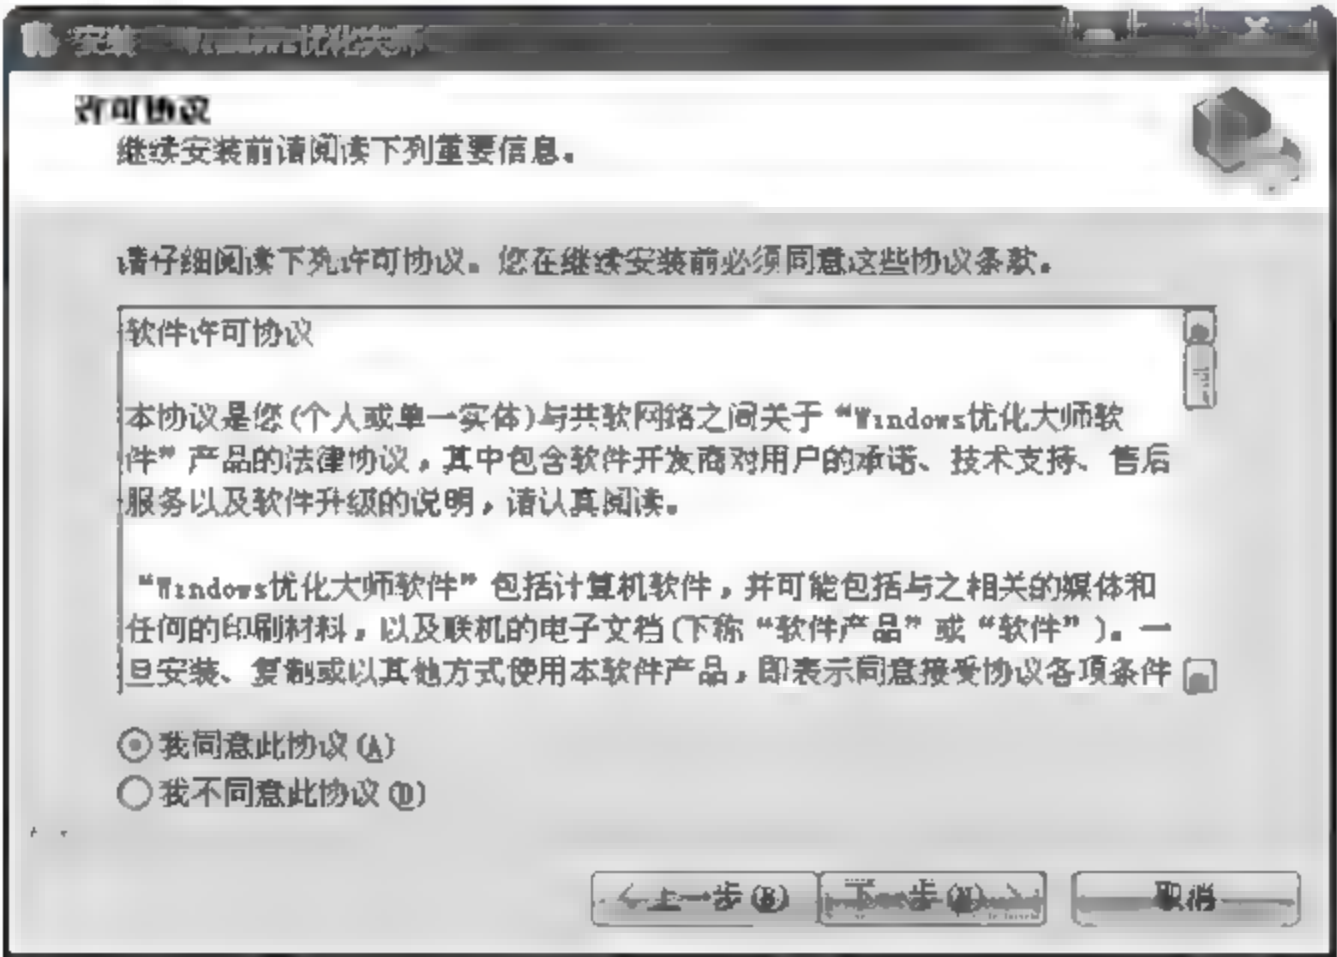 安装 优化大师
许可协议
继续安装前请阅读下列重要信息。
请仔细阅读下列许可协议。您在继续安装前必须同意这些协议条款。
软件许可协议
本协议是您(个人或单一实体)与共软网络之间关于“Windows优化大师软
件”产品的法律协议，其中包含软件开发商对用户的承诺、技术支持、售后
服务以及软件升级的说明，请认真阅读。
“Windows优化大师软件”包括计算机软件，并可能包括与之相关的媒体和
任何的印刷材料，以及联机的电子文档(下称“软件产品”或“软件”)。一
旦安装、复制或以其他方式使用本软件产品，即表示同意接受协议各项条件
我同意此协议(A)
我不同意此协议(D)
<上一步(B)
下一步(N)>
取消